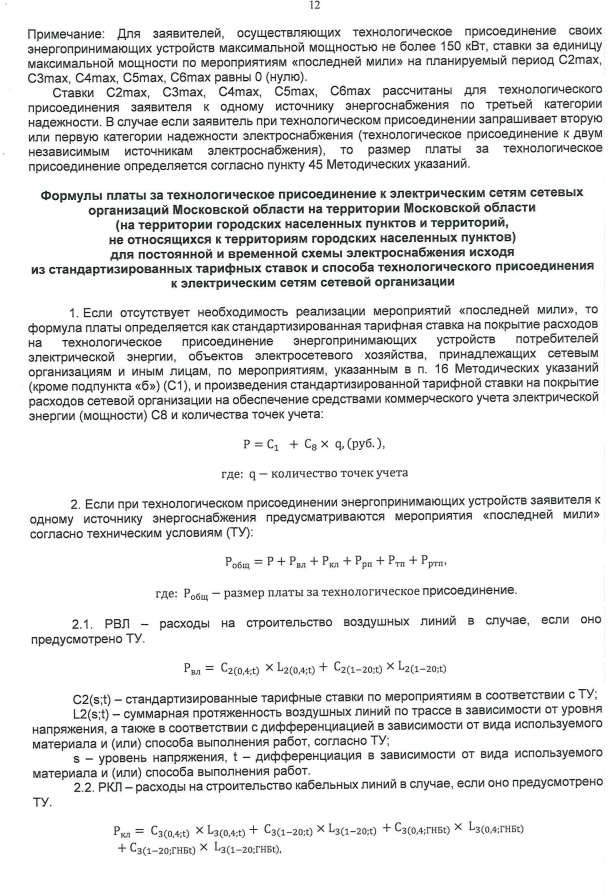 12
Примечание: Для заявителей, осуществляющих технологическое присоединение своих
энергопринимающих устройств максимальной мощностью не более 150 кВт, ставки за единицу
максимальной мощности по мероприятиям «последней мили» на планируемый период C2max,
C3max, C4max, C5max, C6max равны 0 (нулю).
Ставки C2max, C3max, C4max, C5max, C6max рассчитаны для технологического
присоединения заявителя к одному источнику энергоснабжения по третьей категории
надежности. В случае если заявитель при технологическом присоединении запрашивает вторую
или первую категории надежности электроснабжения (технологическое присоединение к двум
независимым источникам электроснабжения), то размер платы за технологическое
присоединение определяется согласно пункту 45 Методических указаний.
Формулы платы за технологическое присоединение к электрическим сетям сетевых
организаций Московской области на территории Московской области
(на территории городских населенных пунктов и территорий,
не относящихся к территориям городских населенных пунктов)
для постоянной и временной схемы электроснабжения исходя
из стандартизированных тарифных ставок и способа технологического присоединения
к электрическим сетям сетевой организации
1. Если отсутствует необходимость реализации мероприятий «последней мили», то
формула платы определяется как стандартизированная тарифная ставка на покрытие расходов
на технологическое присоединение энергопринимающих устройств потребителей
электрической энергии, объектов электросетевого хозяйства, принадлежащих сетевым
организациям и иным лицам, по мероприятиям, указанным в п. 16 Методических указаний
(кроме подпункта «б») (С1), и произведения стандартизированной тарифной ставки на покрытие
расходов сетевой организации на обеспечение средствами коммерческого учета электрической
энергии (мощности) С8 и количества точек учета:
P = C₁ + C₈ × q, (руб.),
где: q – количество точек учета
2. Если при технологическом присоединении энергопринимающих устройств заявителя к
одному источнику энергоснабжения предусматриваются мероприятия «последней мили»
согласно техническим условиям (ТУ):
Pобщ = P + Pвл + Pкл + Pрп + Pтп + Pртп,
где: Pобщ – размер платы за технологическое присоединение.
2.1. РВЛ – расходы на строительство воздушных линий в случае, если оно
предусмотрено ТУ.
Pвл = C2(0,4;t) × L2(0,4;t) + C2(1−20;t) × L2(1−20;t)
C2(s;t) – стандартизированные тарифные ставки по мероприятиям в соответствии с ТУ;
L2(s;t) – суммарная протяженность воздушных линий по трассе в зависимости от уровня
напряжения, а также в соответствии с дифференциацией в зависимости от вида используемого
материала и (или) способа выполнения работ, согласно ТУ;
s – уровень напряжения, t – дифференциация в зависимости от вида используемого
материала и (или) способа выполнения работ.
2.2. РКЛ – расходы на строительство кабельных линий в случае, если оно предусмотрено
ТУ.
Pкл = C3(0,4;t) × L3(0,4;t) + C3(1−20;t) × L3(1−20;t) + C3(0,4;ГНБt) × L3(0,4;ГНБt)
+ C3(1−20;ГНБt) × L3(1−20;ГНБt),